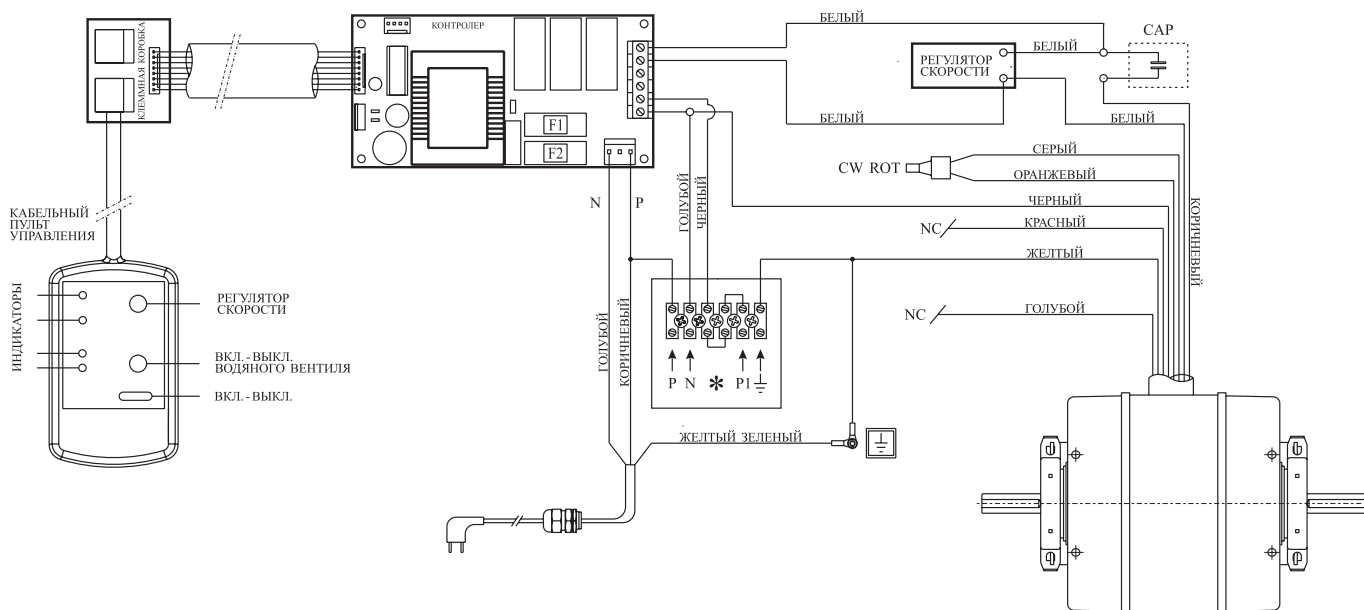 КЛЕММНАЯ КОРОБКА
КОНТРОЛЕР
F1
F2
БЕЛЫЙ
БЕЛЫЙ
CAP
РЕГУЛЯТОР
СКОРОСТИ
БЕЛЫЙ
БЕЛЫЙ
CW ROT
СЕРЫЙ
ОРАНЖЕВЫЙ
ЧЕРНЫЙ
NC
КРАСНЫЙ
КОРИЧНЕВЫЙ
ЖЕЛТЫЙ
NC
ГОЛУБОЙ
N
P
ГОЛУБОЙ
ЧЕРНЫЙ
КАБЕЛЬНЫЙ
ПУЛЬТ
УПРАВЛЕНИЯ
ИНДИКАТОРЫ
РЕГУЛЯТОР
СКОРОСТИ
ВКЛ. - ВЫКЛ.
ВОДЯНОГО ВЕНТИЛЯ
ВКЛ. - ВЫКЛ.
ГОЛУБОЙ
КОРИЧНЕВЫЙ
P N * P1
ЖЕЛТЫЙ ЗЕЛЕНЫЙ